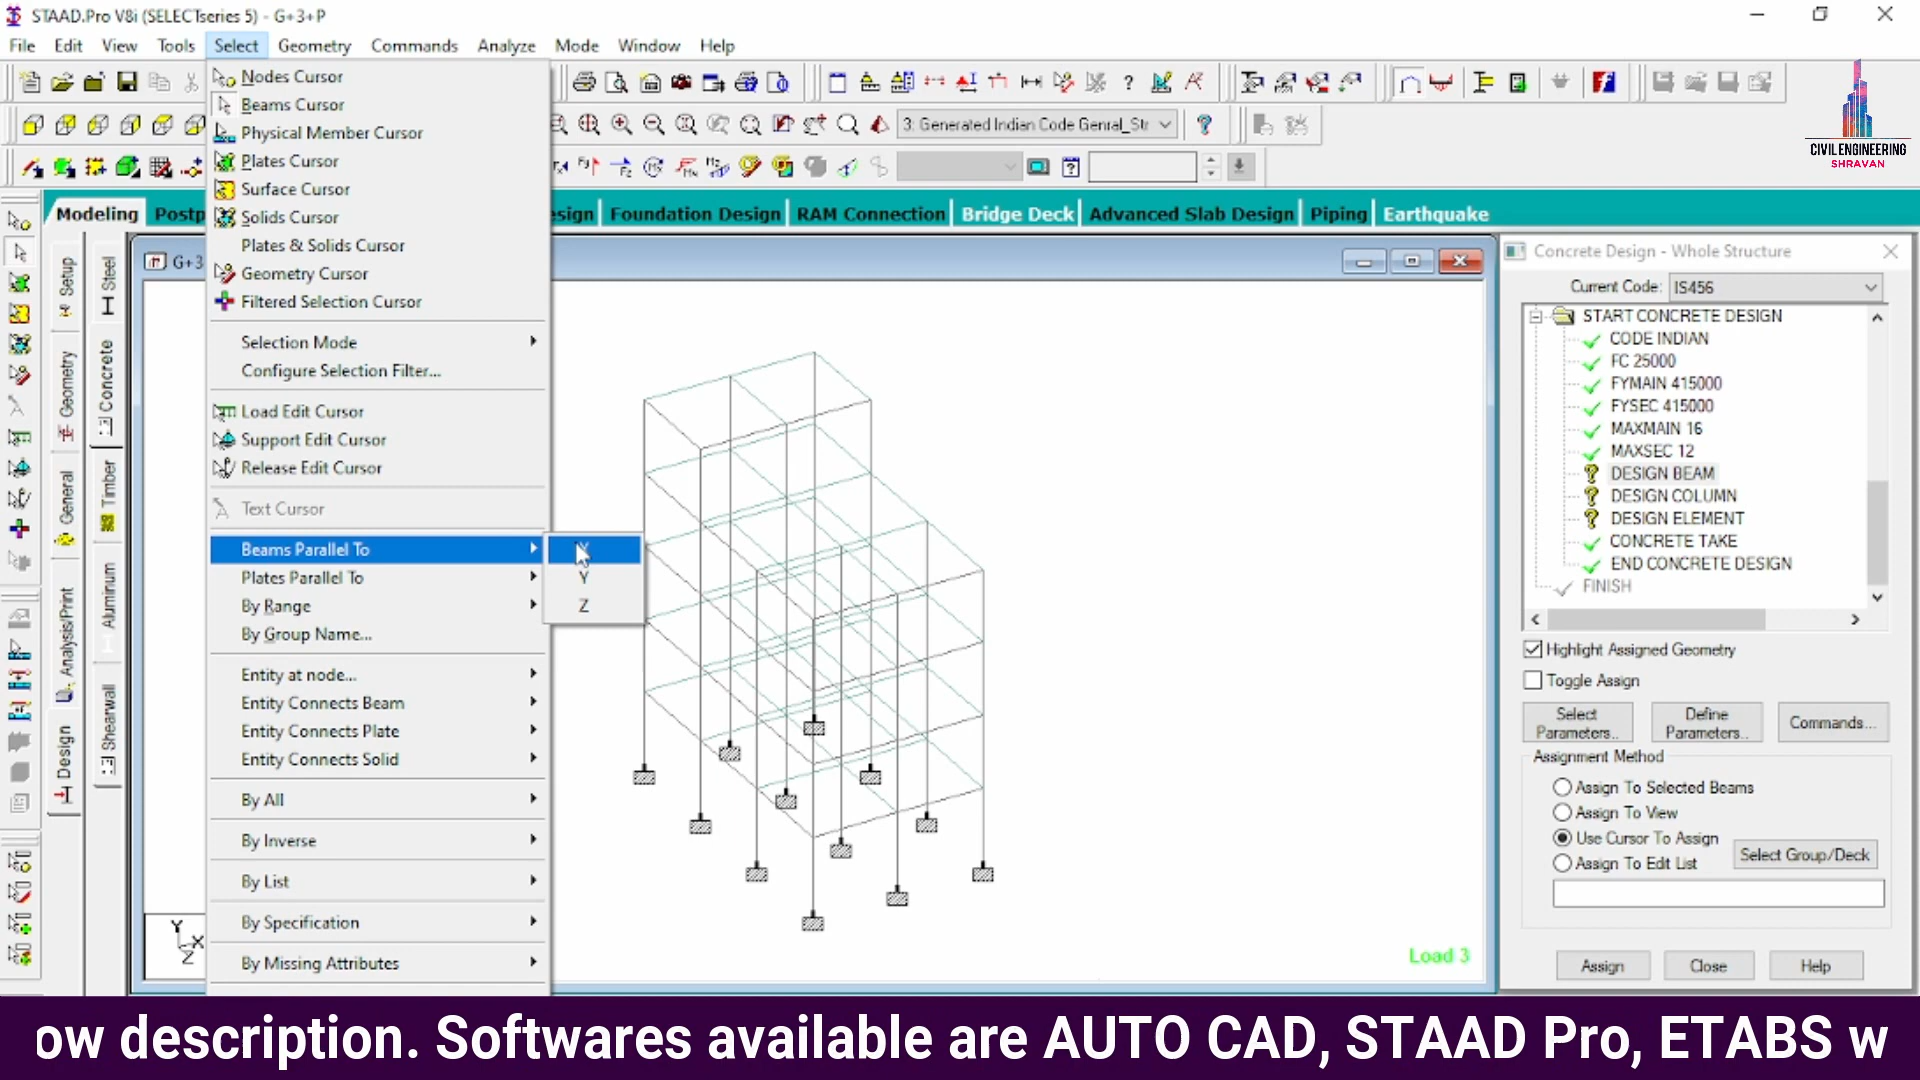 STAAD.Pro V8i (SELECTseries 5) - G+3+P
File Edit View Tools Select Geometry Commands Analyze Mode Window Help
Nodes Cursor
Beams Cursor
Physical Member Cursor
Plates Cursor
Surface Cursor
Solids Cursor
Plates & Solids Cursor
Geometry Cursor
Filtered Selection Cursor
Selection Mode
Configure Selection Filter...
Load Edit Cursor
Support Edit Cursor
Release Edit Cursor
Text Cursor
Beams Parallel To
Plates Parallel To
By Range
By Group Name...
Entity at node...
Entity Connects Beam
Entity Connects Plate
Entity Connects Solid
By All
By Inverse
By List
By Specification
By Missing Attributes
Y
Z
3: Generated Indian Code Genral_Str
CIVIL ENGINEERING
SHRAVAN
Modeling Postp esign Foundation Design RAM Connection Bridge Deck Advanced Slab Design Piping Earthquake
Setup
Geometry
General
Analysis/Print
Design
Steel
Concrete
Timber
Aluminum
Shearwall
G+3
Y
X
Z
Load 3
Concrete Design - Whole Structure
Current Code: IS456
START CONCRETE DESIGN
CODE INDIAN
FC 25000
FYMAIN 415000
FYSEC 415000
MAXMAIN 16
MAXSEC 12
DESIGN BEAM
DESIGN COLUMN
DESIGN ELEMENT
CONCRETE TAKE
END CONCRETE DESIGN
FINISH
Highlight Assigned Geometry
Toggle Assign
Select Parameters..
Define Parameters..
Commands...
Assignment Method
Assign To Selected Beams
Assign To View
Use Cursor To Assign
Assign To Edit List
Select Group/Deck
Assign Close Help
ow description. Softwares available are AUTO CAD, STAAD Pro, ETABS w